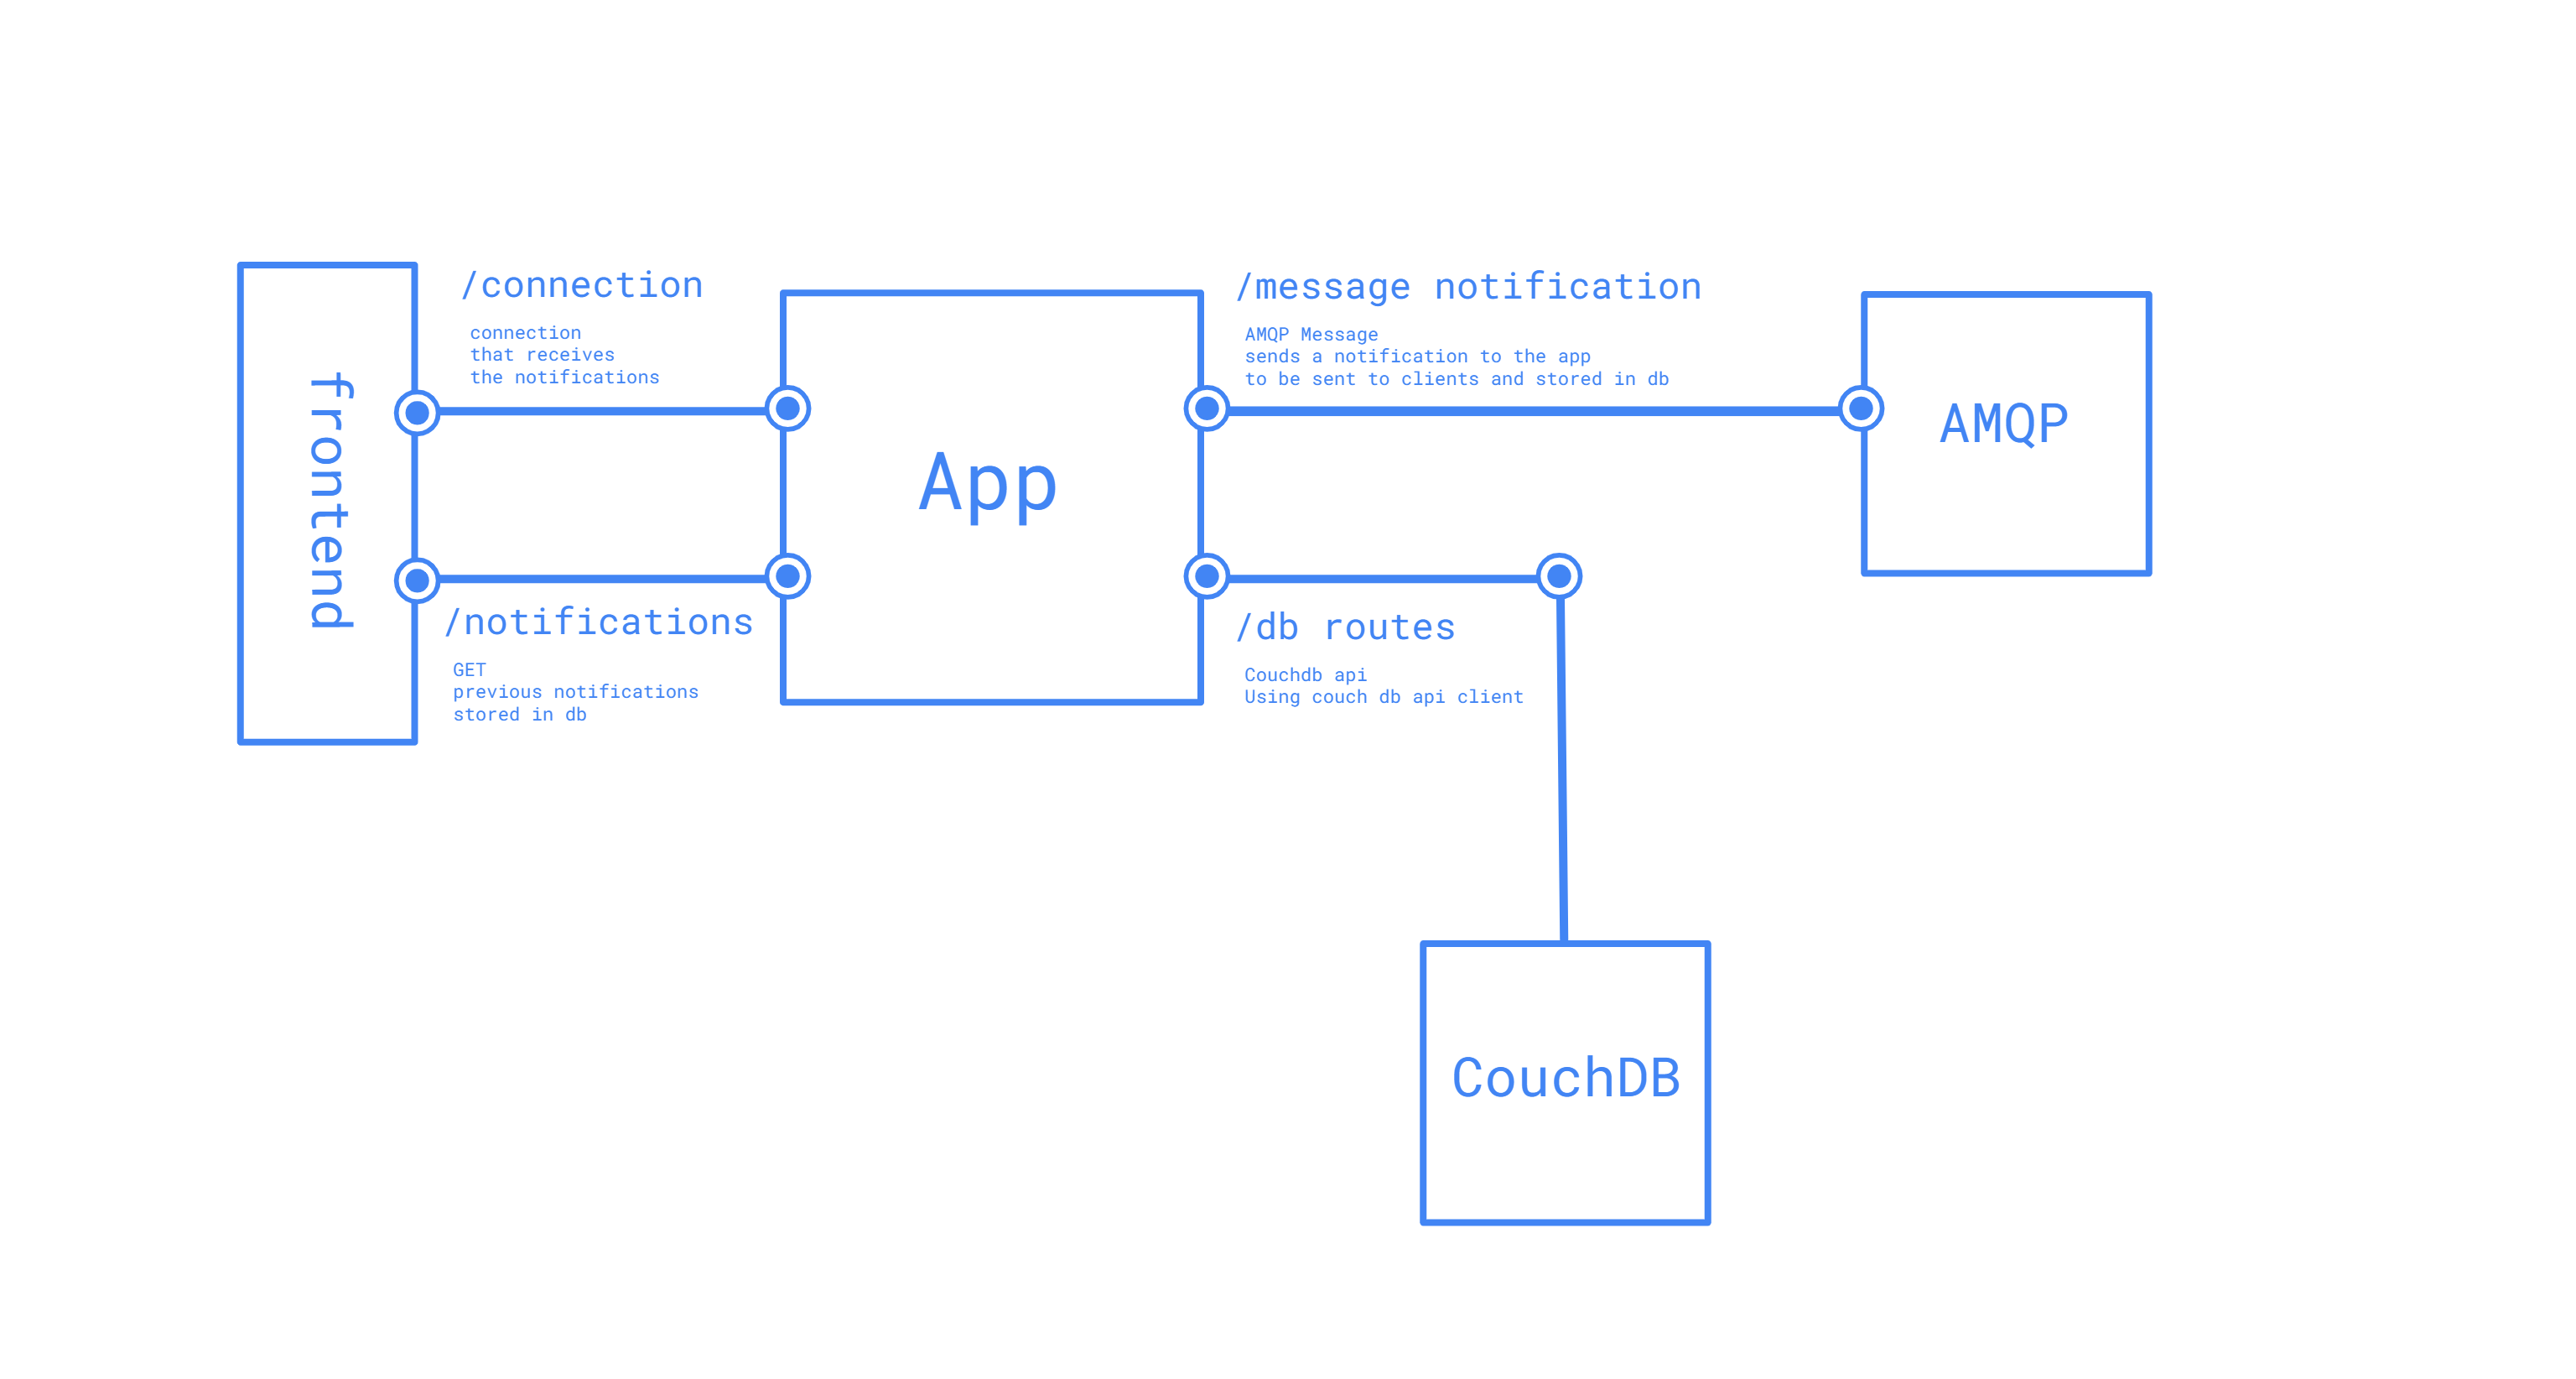 frontend
/connection
connection
that receives
the notifications
/notifications
GET
previous notifications
stored in db
App
/message notification
AMQP Message
sends a notification to the app
to be sent to clients and stored in db
/db routes
Couchdb api
Using couch db api client
AMQP
CouchDB